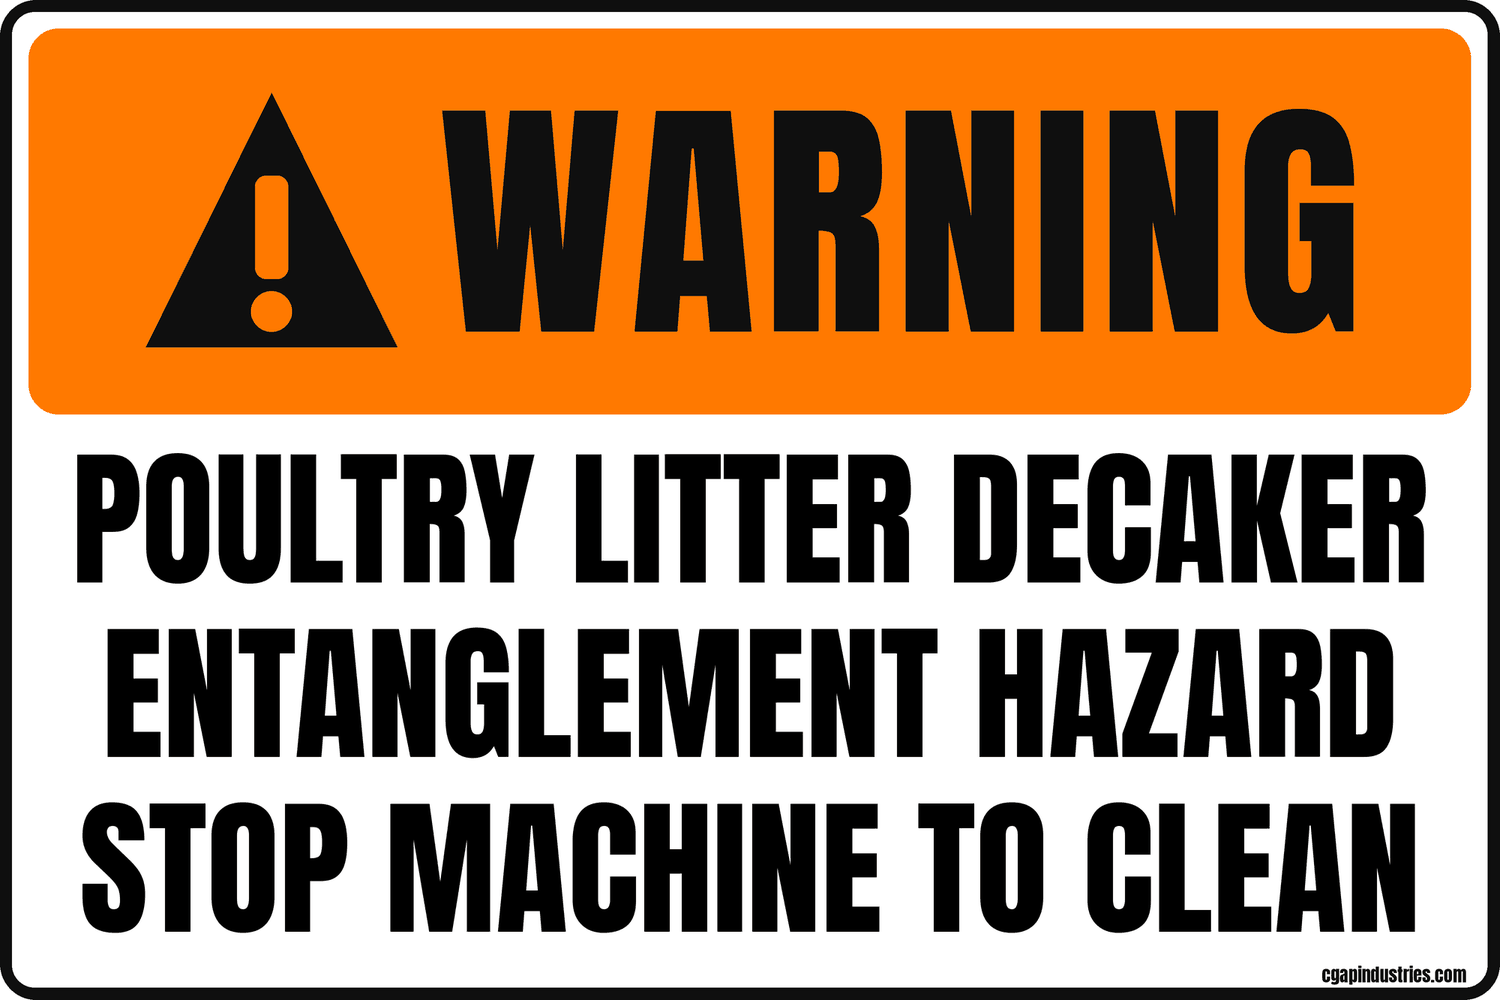 WARNING
POULTRY LITTER DECAKER
ENTANGLEMENT HAZARD
STOP MACHINE TO CLEAN
cgapindustries.com